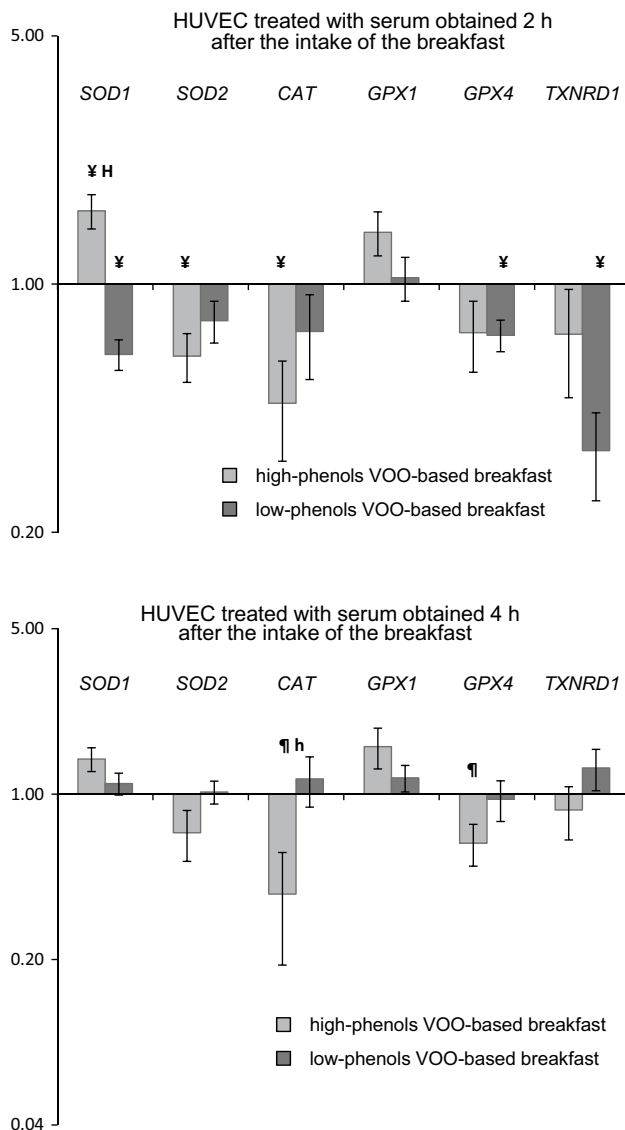 HUVEC treated with serum obtained 2 h
after the intake of the breakfast
5.00
SOD1 SOD2 CAT GPX1 GPX4 TXNRD1
¥ H
¥ ¥ ¥ ¥ ¥
1.00
high-phenols VOO-based breakfast
low-phenols VOO-based breakfast
0.20
HUVEC treated with serum obtained 4 h
after the intake of the breakfast
5.00
SOD1 SOD2 CAT GPX1 GPX4 TXNRD1
¶ h
¶
1.00
0.20
high-phenols VOO-based breakfast
low-phenols VOO-based breakfast
0.04